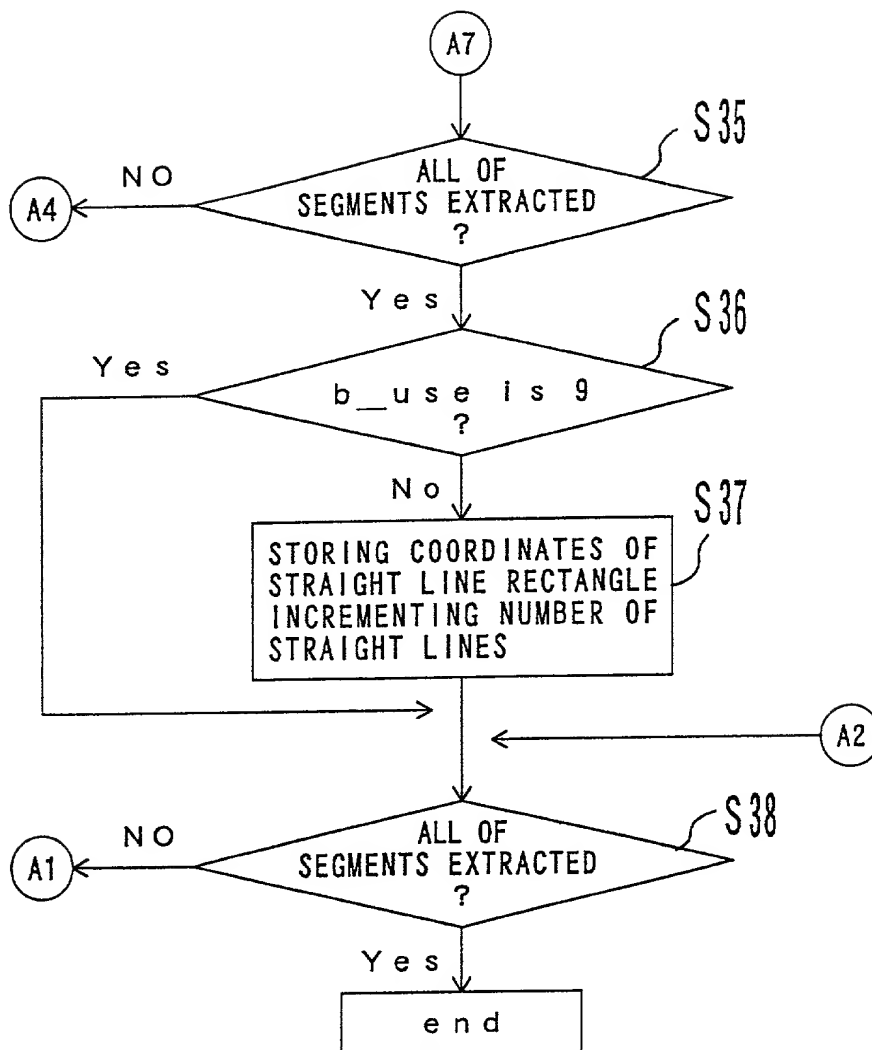 A7
S35
NO
ALL OF
SEGMENTS EXTRACTED
?
A4
Yes
S36
Yes
b_use is 9
?
No
S37
STORING COORDINATES OF
STRAIGHT LINE RECTANGLE
INCREMENTING NUMBER OF
STRAIGHT LINES
A2
S38
NO
ALL OF
SEGMENTS EXTRACTED
?
A1
Yes
end